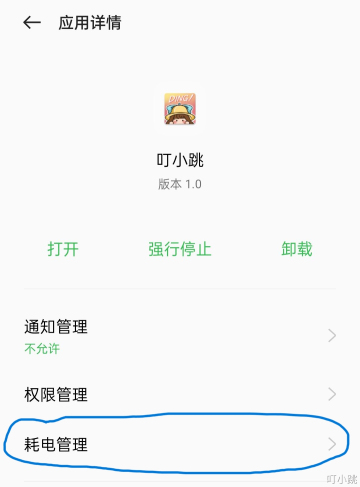 应用详情
DING!
叮小跳
版本 1.0
打开
强行停止
卸载
通知管理
不允许
权限管理
耗电管理
叮小跳